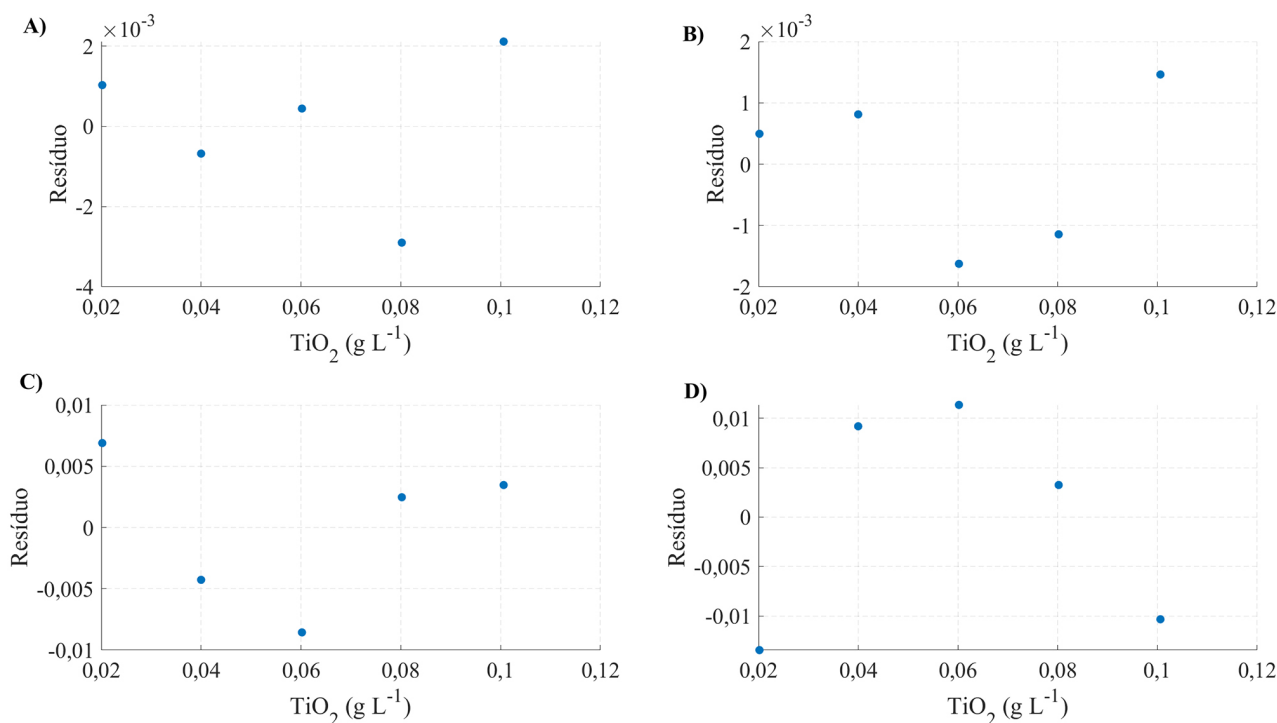 A)
×10⁻³
2
0
-2
-4
Resíduo
0,02 0,04 0,06 0,08 0,1 0,12
TiO₂ (g L⁻¹)
B)
×10⁻³
2
1
0
-1
-2
Resíduo
0,02 0,04 0,06 0,08 0,1 0,12
TiO₂ (g L⁻¹)
C)
0,01
0,005
0
-0,005
-0,01
Resíduo
0,02 0,04 0,06 0,08 0,1 0,12
TiO₂ (g L⁻¹)
D)
0,01
0,005
0
-0,005
-0,01
Resíduo
0,02 0,04 0,06 0,08 0,1 0,12
TiO₂ (g L⁻¹)